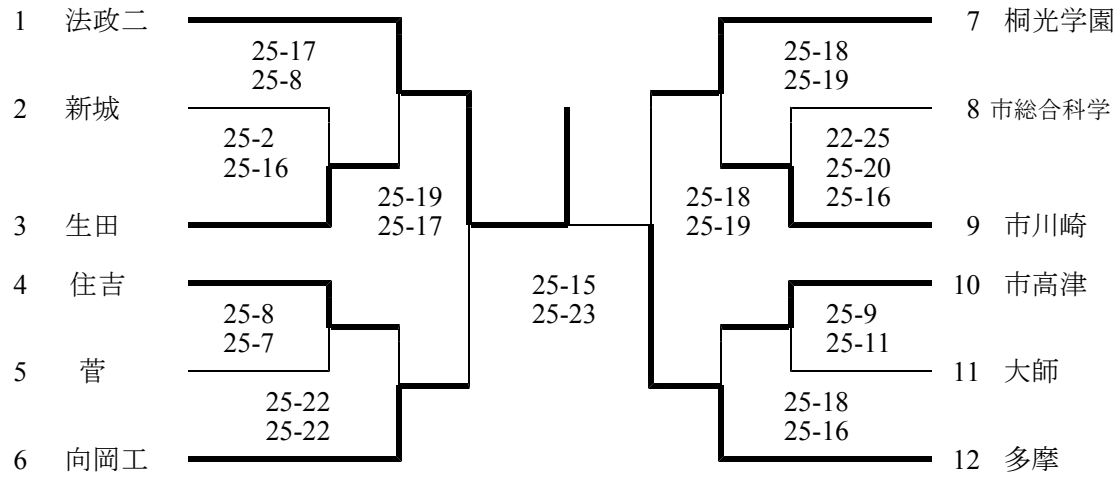 1 法政二
25-17
25-8
2 新城
25-2
25-16
3 生田
25-19
25-17
4 住吉
25-8
25-7
5 菅
25-22
25-22
6 向岡工
25-15
25-23
7 桐光学園
25-18
25-19
8 市総合科学
22-25
25-20
25-16
9 市川崎
25-18
25-19
10 市高津
25-9
25-11
11 大師
25-18
25-16
12 多摩